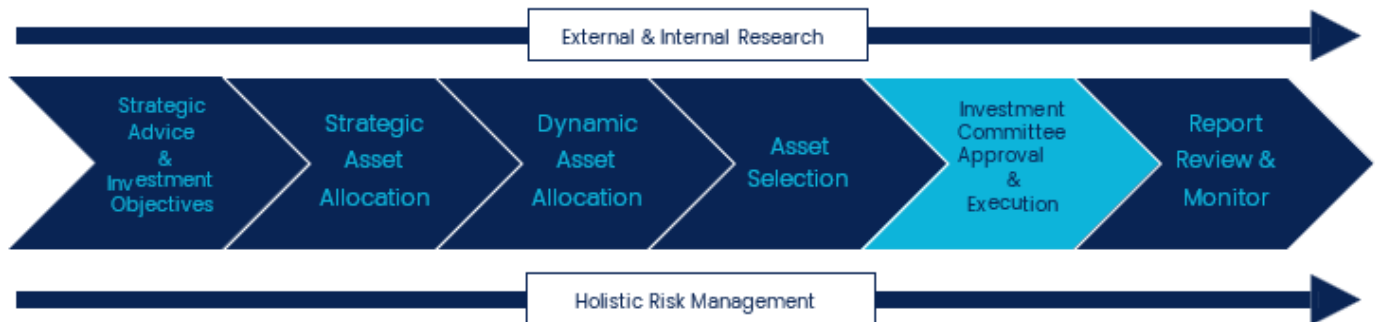 External & Internal Research
Strategic
Advice
&
Investment
Objectives
Strategic
Asset
Allocation
Dynamic
Asset
Allocation
Asset
Selection
Investment
Committee
Approval
&
Execution
Report
Review &
Monitor
Holistic Risk Management